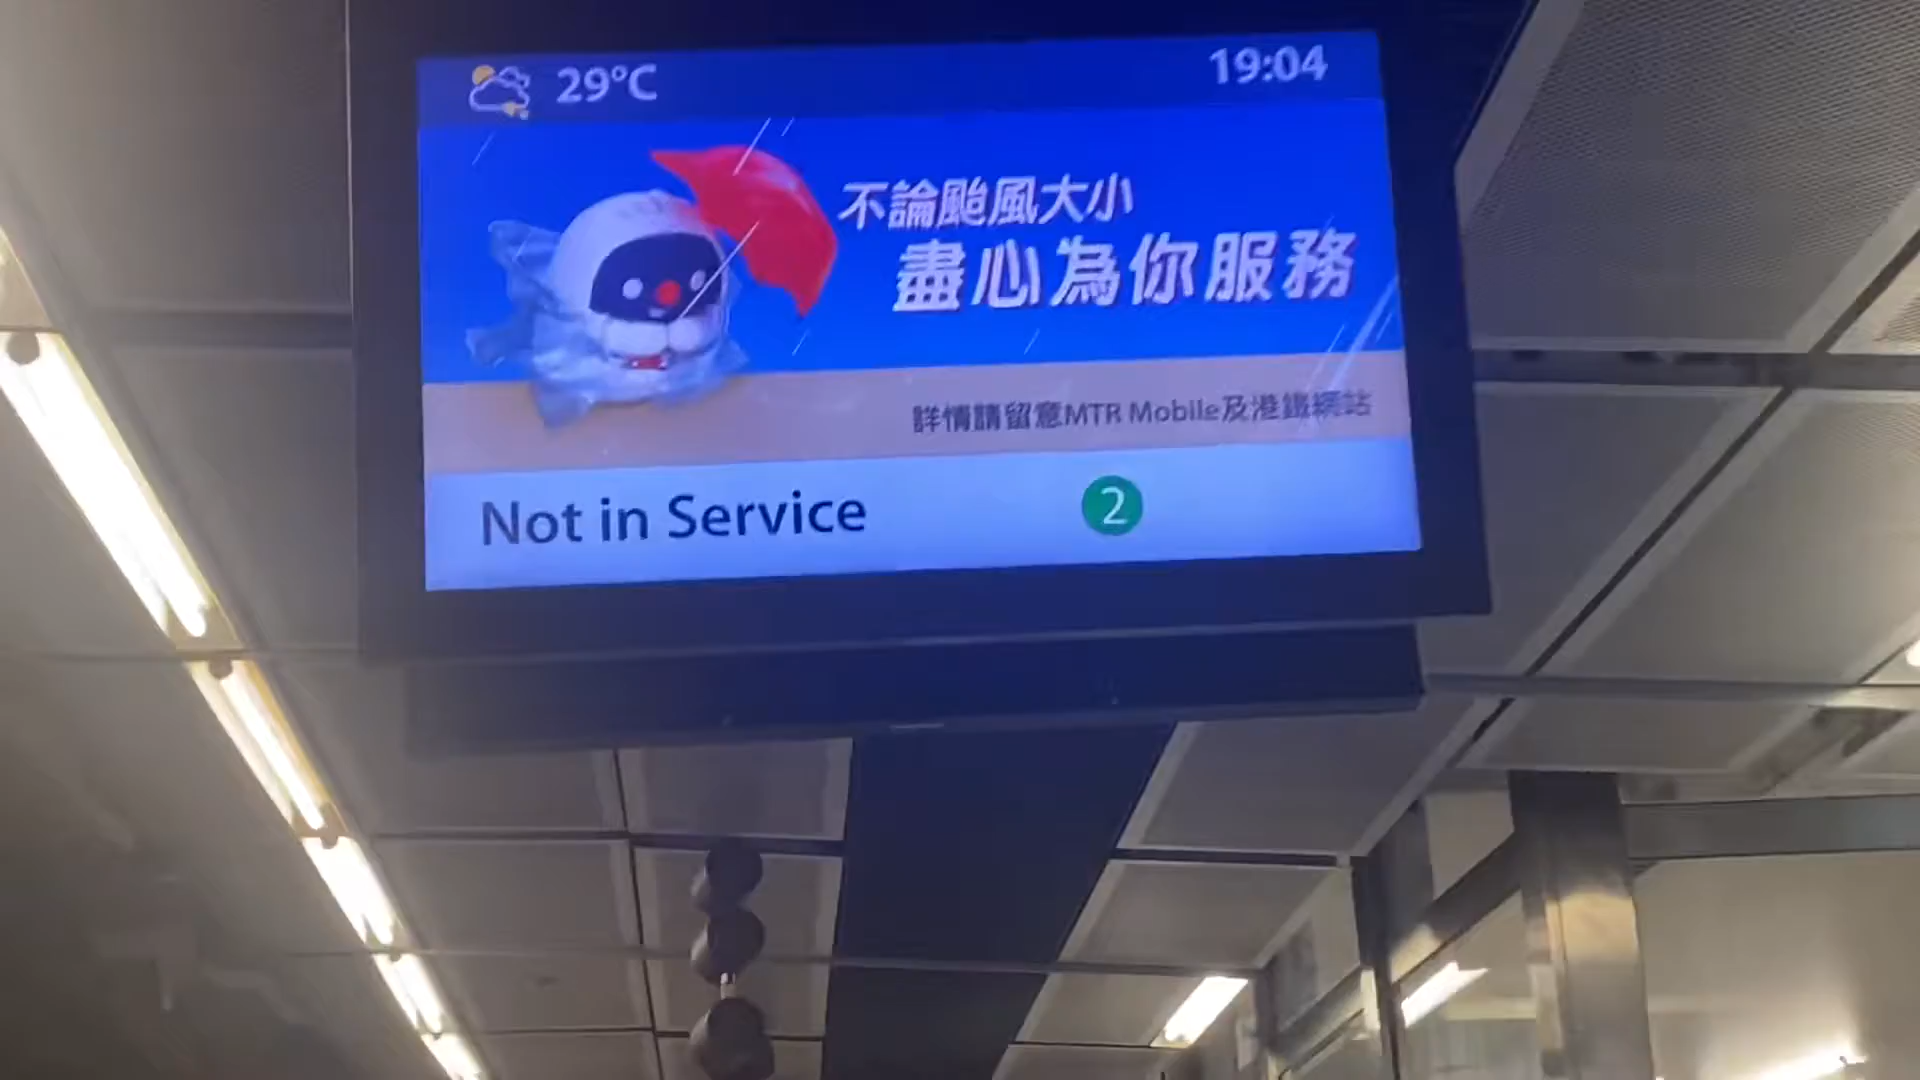 29°C
19:04
不論颱風大小
盡心為你服務
詳情請留意MTR Mobile及港鐵網站
Not in Service
2